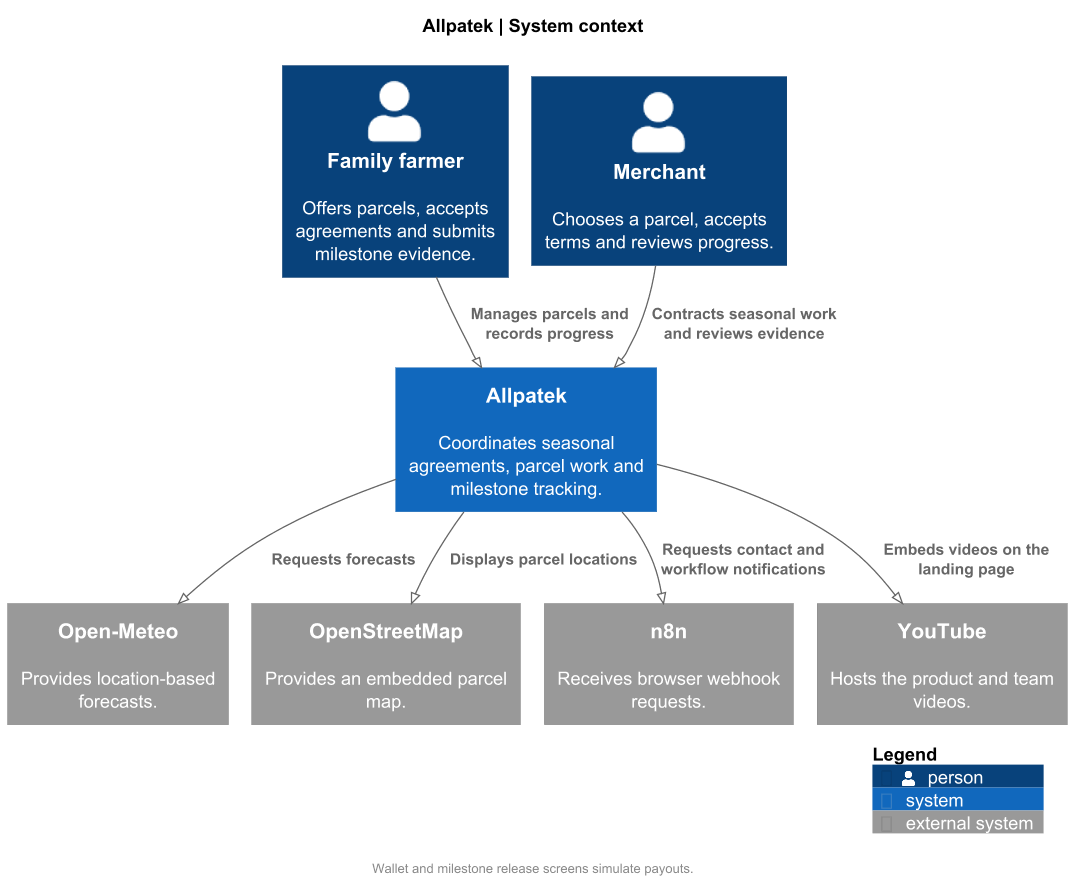 Allpatek | System context
Family farmer
Offers parcels, accepts
agreements and submits
milestone evidence.
Merchant
Chooses a parcel, accepts
terms and reviews progress.
Manages parcels and
records progress
Contracts seasonal work
and reviews evidence
Allpatek
Coordinates seasonal
agreements, parcel work and
milestone tracking.
Requests forecasts
Displays parcel locations
Requests contact and
workflow notifications
Embeds videos on the
landing page
Open-Meteo
Provides location-based
forecasts.
OpenStreetMap
Provides an embedded parcel
map.
n8n
Receives browser webhook
requests.
YouTube
Hosts the product and team
videos.
Legend
person
system
external system
Wallet and milestone release screens simulate payouts.